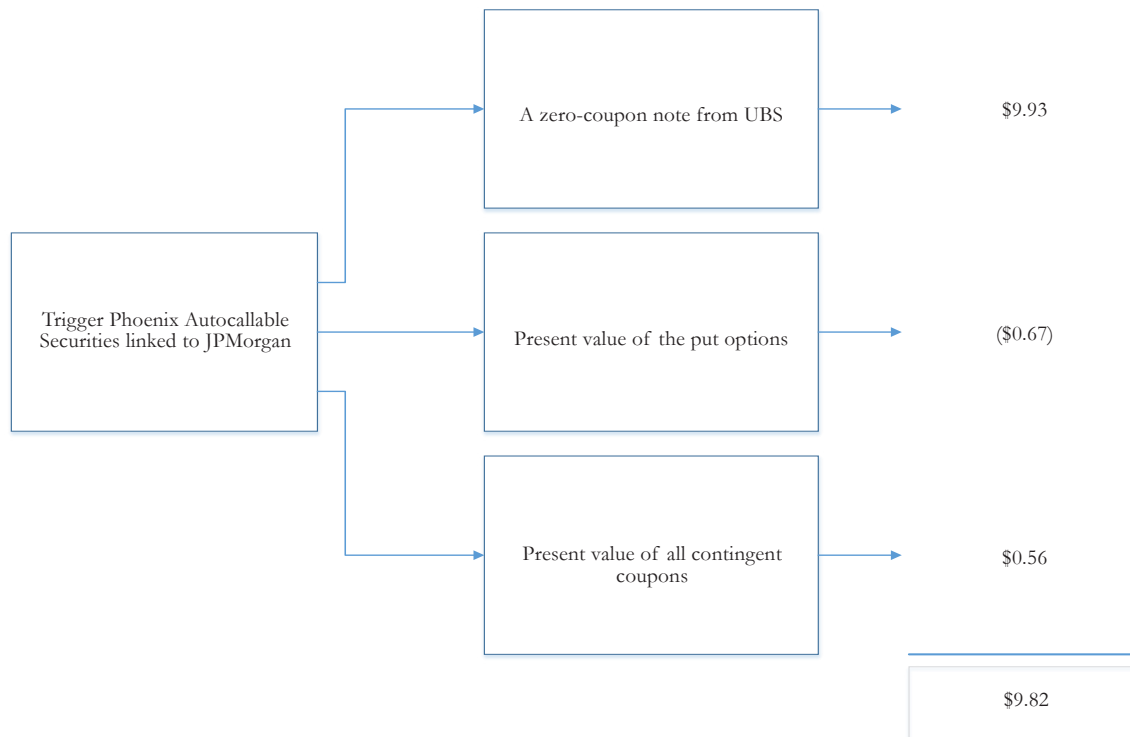 A zero-coupon note from UBS
$9.93
Trigger Phoenix Autocallable
Securities linked to JPMorgan
Present value of the put options
($0.67)
Present value of all contingent
coupons
$0.56
$9.82